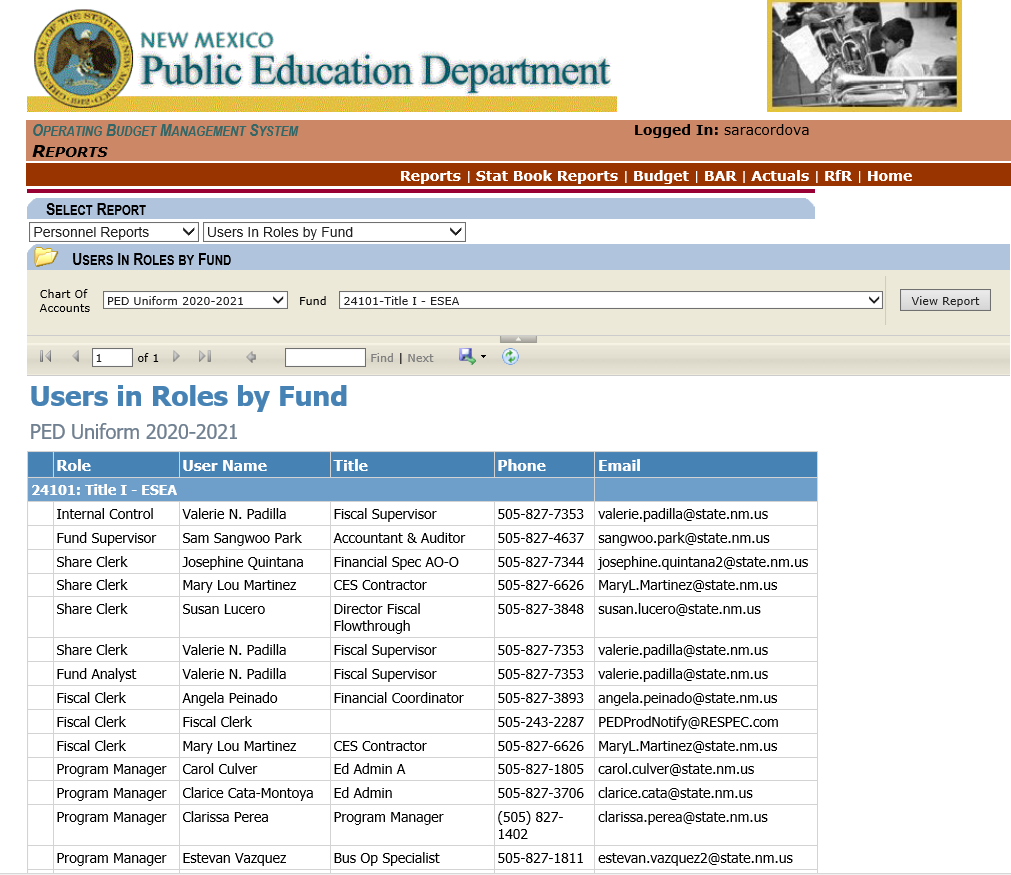 NEW MEXICO
Public Education Department
OPERATING BUDGET MANAGEMENT SYSTEM
Logged In: saracordova
REPORTS
Reports | Stat Book Reports | Budget | BAR | Actuals | RfR | Home
SELECT REPORT
Personnel Reports Users In Roles by Fund
USERS IN ROLES BY FUND
Chart Of Accounts PED Uniform 2020-2021 Fund 24101-Title I - ESEA View Report
1 of 1 Find | Next
Users in Roles by Fund
PED Uniform 2020-2021
Role User Name Title Phone Email
24101: Title I - ESEA
Internal Control Valerie N. Padilla Fiscal Supervisor 505-827-7353 valerie.padilla@state.nm.us
Fund Supervisor Sam Sangwoo Park Accountant & Auditor 505-827-4637 sangwoo.park@state.nm.us
Share Clerk Josephine Quintana Financial Spec AO-O 505-827-7344 josephine.quintana2@state.nm.us
Share Clerk Mary Lou Martinez CES Contractor 505-827-6626 MaryL.Martinez@state.nm.us
Share Clerk Susan Lucero Director Fiscal Flowthrough 505-827-3848 susan.lucero@state.nm.us
Share Clerk Valerie N. Padilla Fiscal Supervisor 505-827-7353 valerie.padilla@state.nm.us
Fund Analyst Valerie N. Padilla Fiscal Supervisor 505-827-7353 valerie.padilla@state.nm.us
Fiscal Clerk Angela Peinado Financial Coordinator 505-827-3893 angela.peinado@state.nm.us
Fiscal Clerk Fiscal Clerk 505-243-2287 PEDProdNotify@RESPEC.com
Fiscal Clerk Mary Lou Martinez CES Contractor 505-827-6626 MaryL.Martinez@state.nm.us
Program Manager Carol Culver Ed Admin A 505-827-1805 carol.culver@state.nm.us
Program Manager Clarice Cata-Montoya Ed Admin 505-827-3706 clarice.cata@state.nm.us
Program Manager Clarissa Perea Program Manager (505) 827-1402 clarissa.perea@state.nm.us
Program Manager Estevan Vazquez Bus Op Specialist 505-827-1811 estevan.vazquez2@state.nm.us